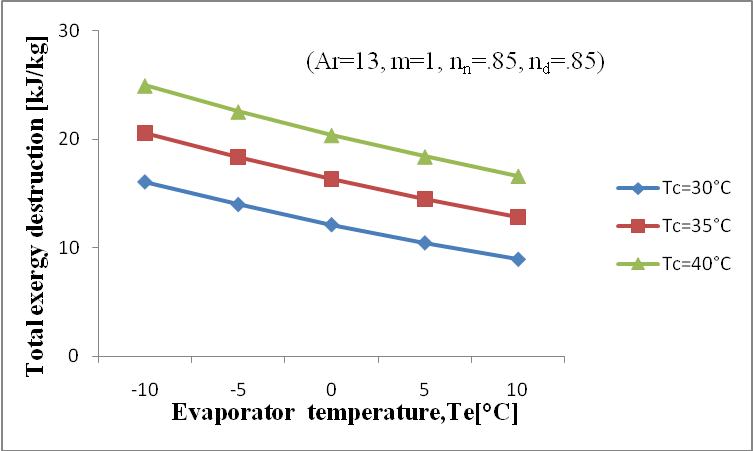 Total exergy destruction [kJ/kg]
30
20
10
0
(Ar=13, m=1, nn=.85, nd=.85)
-10 -5 0 5 10
Evaporator temperature,Te[°C]
Tc=30°C
Tc=35°C
Tc=40°C